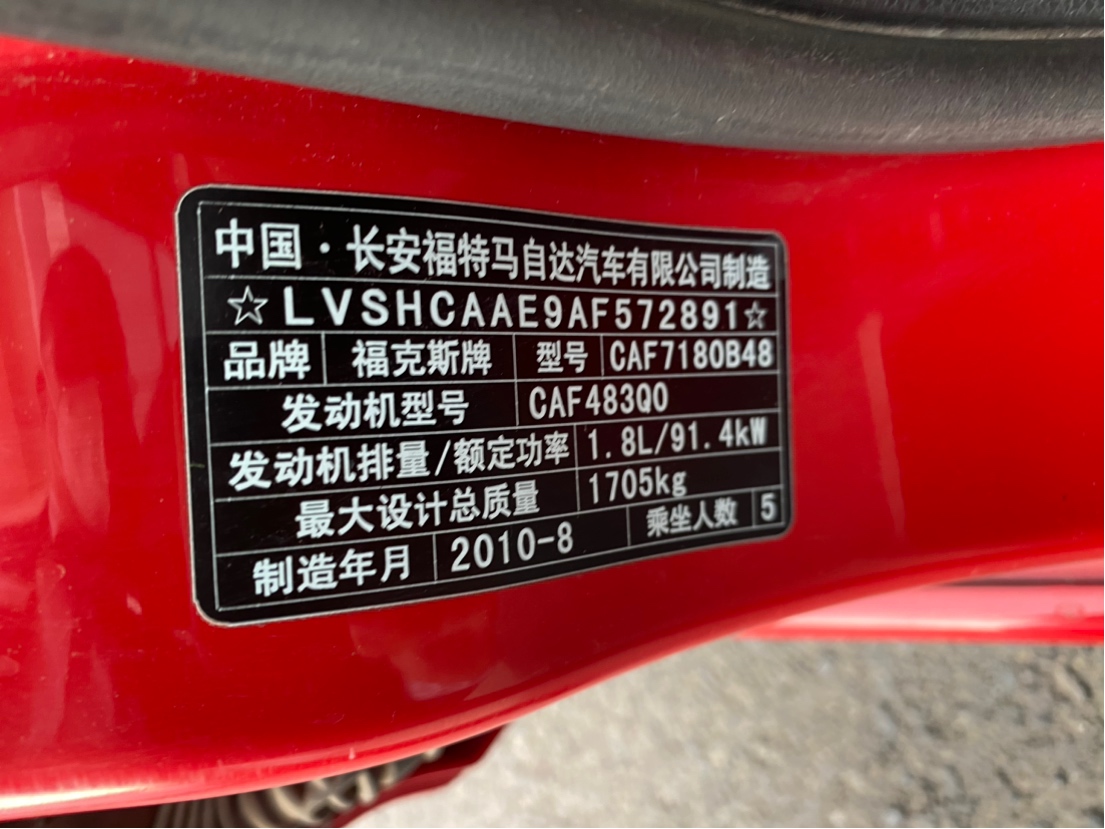 中国·长安福特马自达汽车有限公司制造
☆LVSHCAAE9AF572891☆
品牌 福克斯牌 型号 CAF7180B48
发动机型号 CAF483Q0
发动机排量/额定功率 1.8L/91.4kW
最大设计总质量 1705kg
制造年月 2010-8 乘坐人数 5